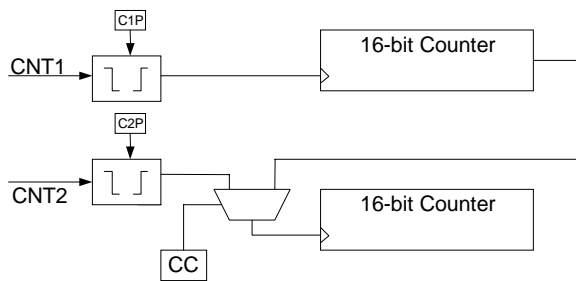 C1P
16-bit Counter
CNT1
C2P
CNT2
16-bit Counter
CC